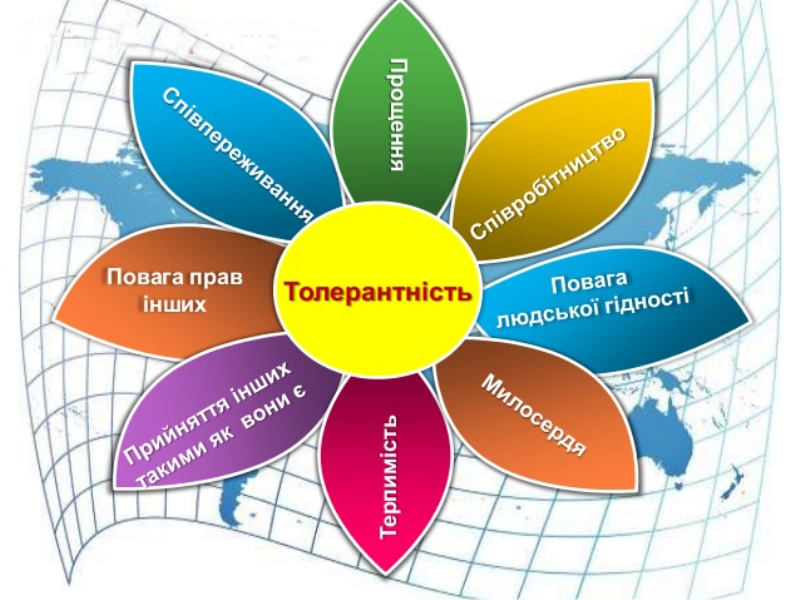 Прощення
Співпереживання
Співробітництво
Повага прав
інших
Толерантність
Повага
людської гідності
Прийняття інших
такими як вони є
Милосердя
Терпимість